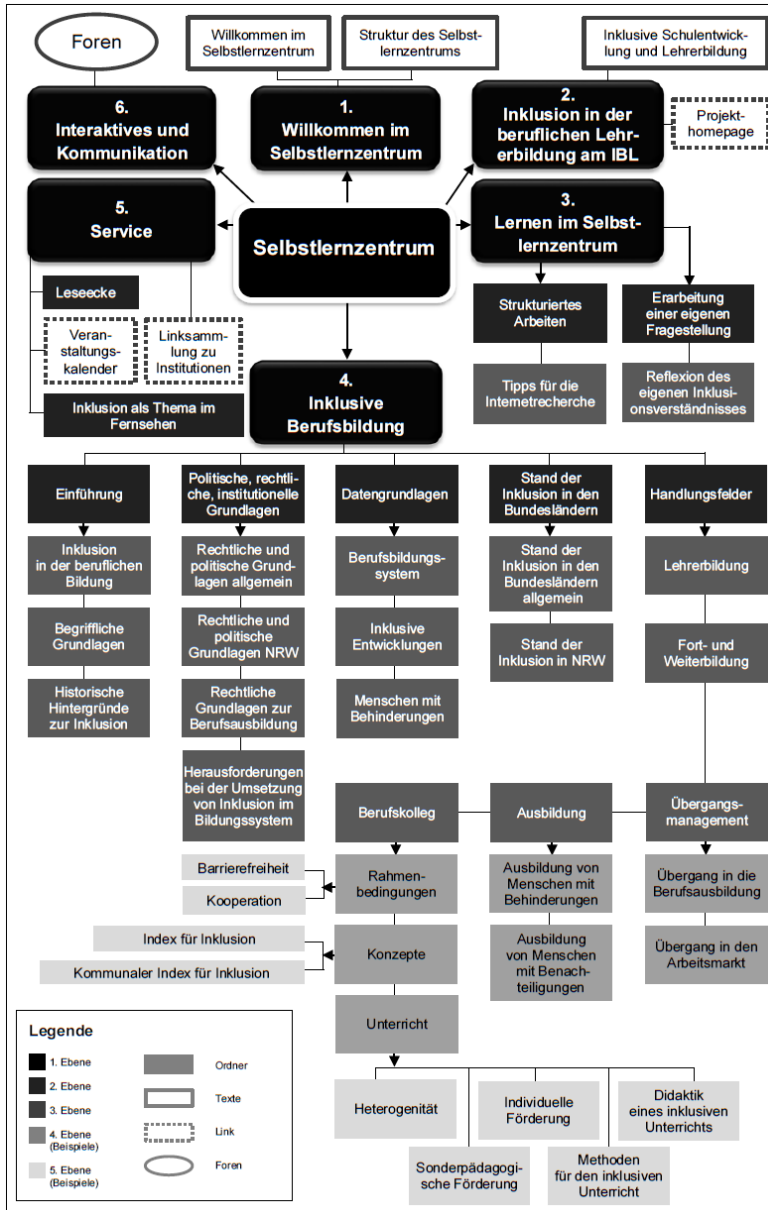 Foren
Willkommen im
Selbstlernzentrum
Struktur des Selbst-
lernzentrums
Inklusive Schulentwick-
lung und Lehrerbildung
6.
Interaktives und
Kommunikation
1.
Willkommen im
Selbstlernzentrum
2.
Inklusion in der
beruflichen Lehr-
erbildung am IBL
Projekt-
homepage
5.
Service
Selbstlernzentrum
3.
Lernen im Selbst-
lernzentrum
Leseecke
Veran-
staltungs-
kalender
Linksamm-
lung zu
Institutionen
Inklusion als Thema im
Fernsehen
4.
Inklusive
Berufsbildung
Strukturiertes
Arbeiten
Erarbeitung
einer eigenen
Fragestellung
Tipps für die
Internetrecherche
Reflexion des
eigenen Inklusi-
onsverständnisses
Einführung
Politische, rechtli-
che, institutionelle
Grundlagen
Datengrundlagen
Stand der
Inklusion in den
Bundesländern
Handlungsfelder
Inklusion
in der beruflichen
Bildung
Rechtliche und
politische Grund-
lagen allgemein
Berufsbildungs-
system
Stand der
Inklusion in den
Bundesländern
allgemein
Lehrerbildung
Begriffliche
Grundlagen
Rechtliche und
politische
Grundlagen NRW
Inklusive
Entwicklungen
Stand der
Inklusion in NRW
Fort- und
Weiterbildung
Historische
Hintergründe
zur Inklusion
Rechtliche
Grundlagen zur
Berufsausbildung
Menschen mit
Behinderungen
Herausforderungen
bei der Umsetzung
von Inklusion im
Bildungssystem
Berufskolleg
Ausbildung
Übergangs-
management
Barrierefreiheit
Kooperation
Rahmen-
bedingungen
Ausbildung von
Menschen mit
Behinderungen
Übergang in die
Berufsausbildung
Index für Inklusion
Kommunaler Index für Inklusion
Konzepte
Ausbildung
von Menschen
mit Benach-
teiligungen
Übergang in den
Arbeitsmarkt
Unterricht
Heterogenität
Individuelle
Förderung
Didaktik
eines inklusiven
Unterrichts
Sonderpädagogi-
sche Förderung
Methoden
für den inklusiven
Unterricht
Legende
1. Ebene
2. Ebene
3. Ebene
4. Ebene
(Beispiele)
5. Ebene
(Beispiele)
Ordner
Texte
Link
Foren